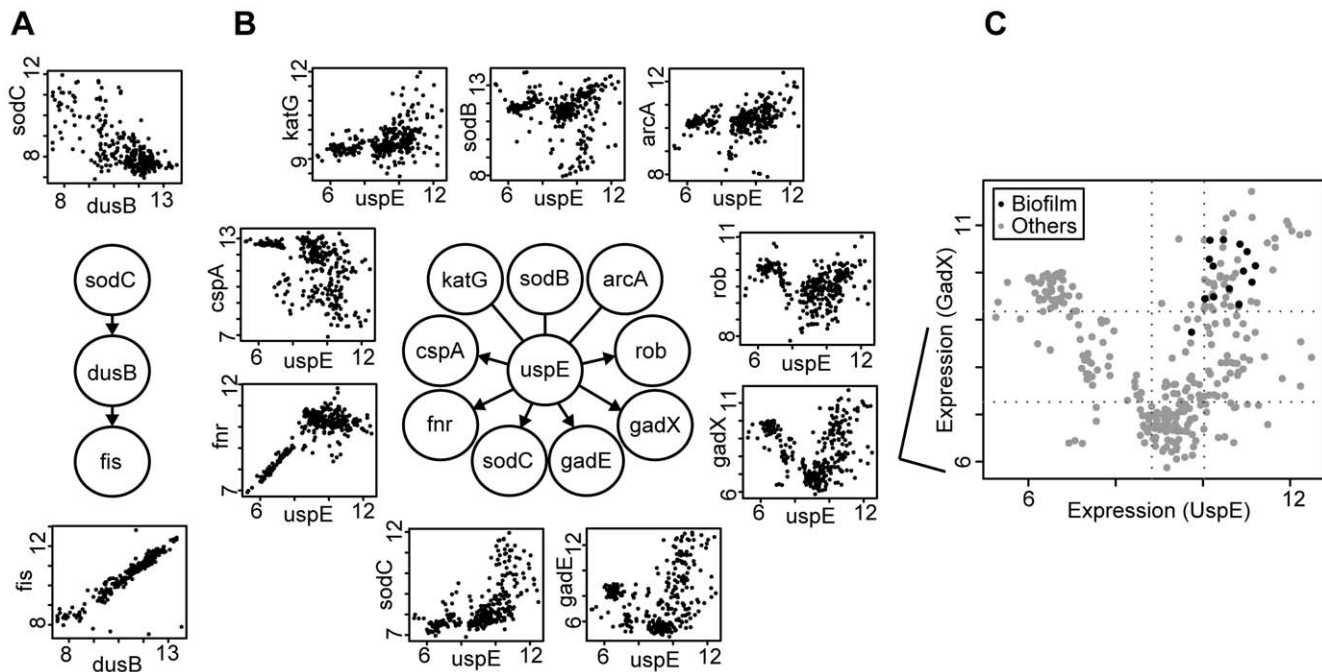 A
B
C
12
sodC
8
8
dusB
13
sodC
dusB
fis
12
fis
8
8
dusB
13
12
katG
9
6
uspE
12
13
sodB
8
6
uspE
12
12
arcA
8
6
uspE
12
13
cspA
7
6
uspE
12
12
fnr
7
6
uspE
12
katG
sodB
arcA
cspA
uspE
rob
fnr
gadX
sodC
gadE
11
rob
8
6
uspE
12
11
gadX
6
6
uspE
12
12
sodC
7
6
uspE
12
12
gadE
6
6
uspE
12
Biofilm
Others
11
Expression (GadX)
6
6
12
Expression (UspE)